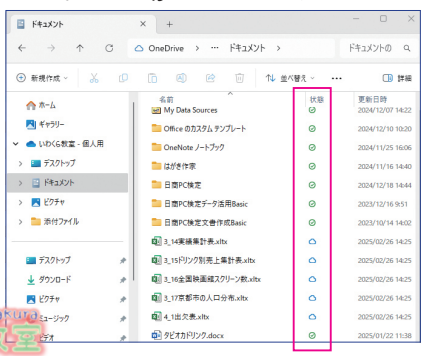 ドキュメント
OneDrive ドキュメント ドキュメントの
新規作成 並べ替え 詳細
名前 状態 更新日時
ホーム
ギャラリー
いわくら教室 - 個人用
デスクトップ
ドキュメント
ピクチャ
添付ファイル
デスクトップ
ダウンロード
ピクチャ
ミュージック
ビデオ
My Data Sources 2024/12/07 14:22
Office のカスタム テンプレート 2024/12/10 10:20
OneNote ノートブック 2024/11/25 16:06
はがき作家 2024/11/16 14:40
日商PC検定 2024/12/18 14:44
日商PC検定データ活用Basic 2023/12/16 9:51
日商PC検定文書作成Basic 2023/10/14 14:02
3_14実績集計表.xltx 2025/02/26 14:25
3_15ドリンク別売上集計表.xltx 2025/02/26 14:25
3_16全国映画館スクリーン数.xltx 2025/02/26 14:25
3_17京都市の人口分布.xltx 2025/02/26 14:25
4_1出欠表.xltx 2025/02/26 14:25
タピオカドリンク.docx 2025/01/22 11:38